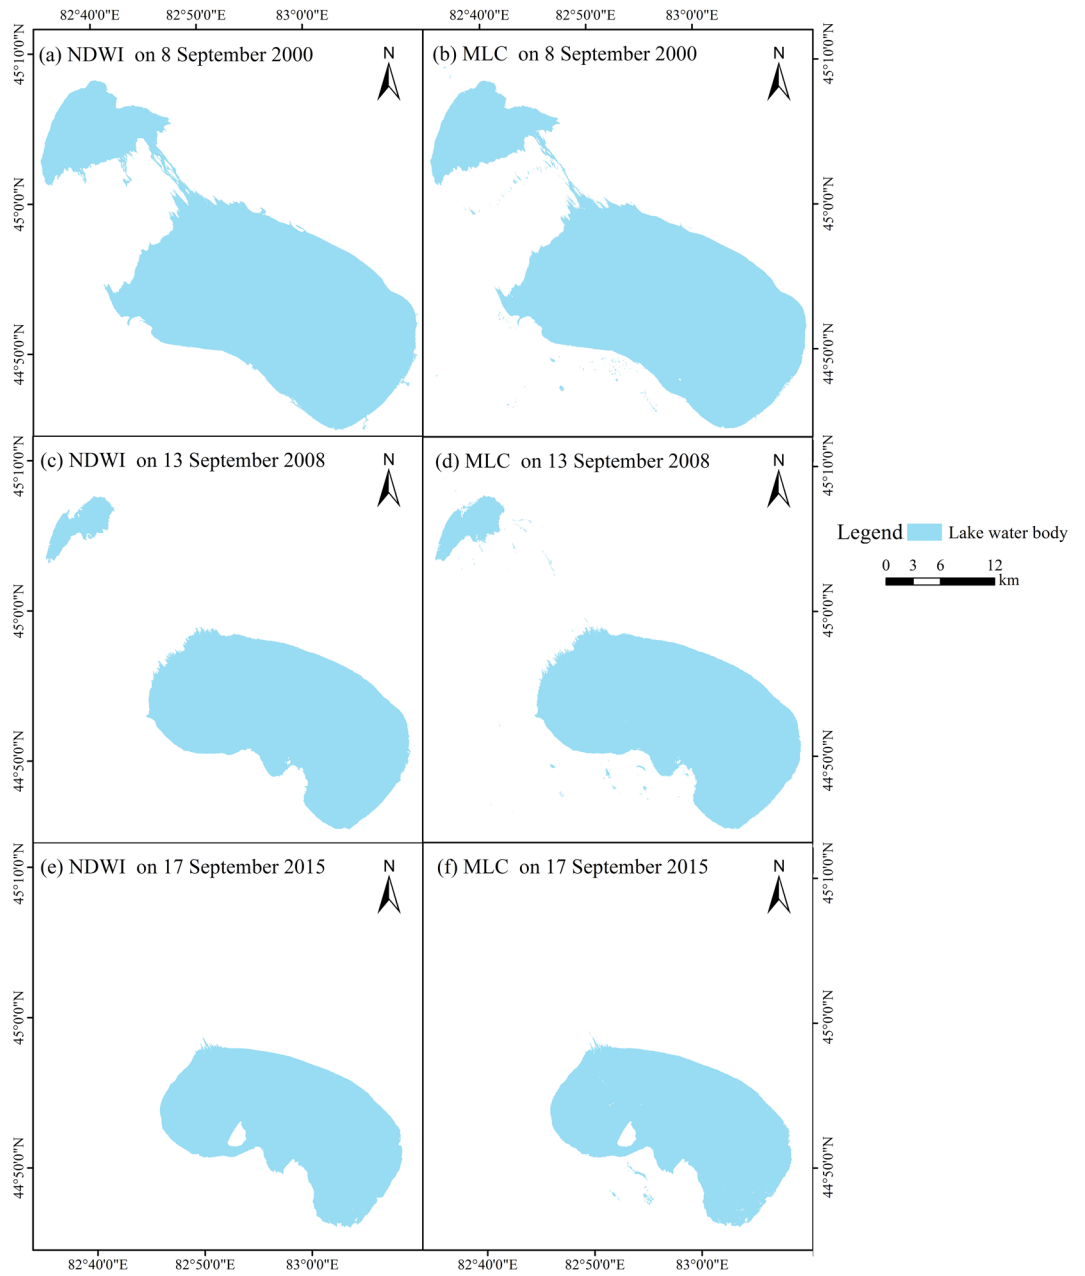 82°40'0"E 82°50'0"E 83°0'0"E 82°40'0"E 82°50'0"E 83°0'0"E
(a) NDWI on 8 September 2000
N
(b) MLC on 8 September 2000
N
45°10'0"N
45°0'0"N
44°50'0"N
45°10'0"N
45°0'0"N
44°50'0"N
(c) NDWI on 13 September 2008
N
(d) MLC on 13 September 2008
N
45°10'0"N
45°0'0"N
44°50'0"N
45°10'0"N
45°0'0"N
44°50'0"N
Legend Lake water body
0 3 6 12
km
(e) NDWI on 17 September 2015
N
(f) MLC on 17 September 2015
N
45°10'0"N
45°0'0"N
44°50'0"N
45°10'0"N
45°0'0"N
44°50'0"N
82°40'0"E 82°50'0"E 83°0'0"E 82°40'0"E 82°50'0"E 83°0'0"E